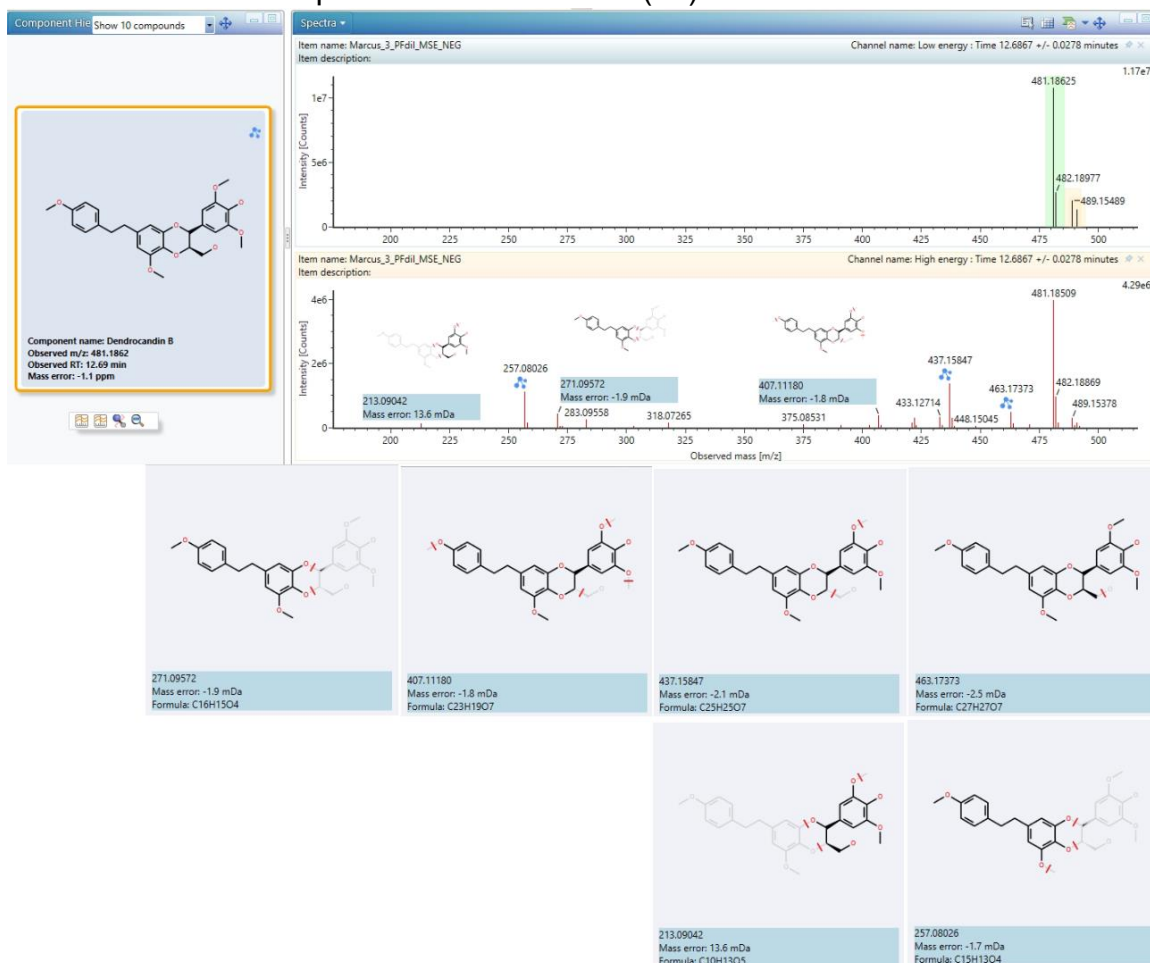 Component Hie
Show 10 compounds
Spectra
Item name: Marcus_3_PFdil_MSE_NEG
Channel name: Low energy : Time 12.6867 +/- 0.0278 minutes
Item description:
1.17e7
481.18625
1e7
Intensity [Counts]
5e6
482.18977
489.15489
0
200 225 250 275 300 325 350 375 400 425 450 475 500
Item name: Marcus_3_PFdil_MSE_NEG
Channel name: High energy : Time 12.6867 +/- 0.0278 minutes
Item description:
4.29e6
481.18509
4e6
Intensity [Counts]
2e6
257.08026
437.15847
271.09572
Mass error: -1.9 mDa
407.11180
Mass error: -1.8 mDa
463.17373
482.18869
213.09042
Mass error: 13.6 mDa
283.09558
318.07265
375.08531
433.12714
448.15045
489.15378
0
200 225 250 275 300 325 350 375 400 425 450 475 500
Observed mass [m/z]
Component name: Dendrocandin B
Observed m/z: 481.1862
Observed RT: 12.69 min
Mass error: -1.1 ppm
271.09572
Mass error: -1.9 mDa
Formula: C16H15O4
407.11180
Mass error: -1.8 mDa
Formula: C23H19O7
437.15847
Mass error: -2.1 mDa
Formula: C25H25O7
463.17373
Mass error: -2.5 mDa
Formula: C27H27O7
213.09042
Mass error: 13.6 mDa
Formula: C10H13O5
257.08026
Mass error: -1.7 mDa
Formula: C15H13O4